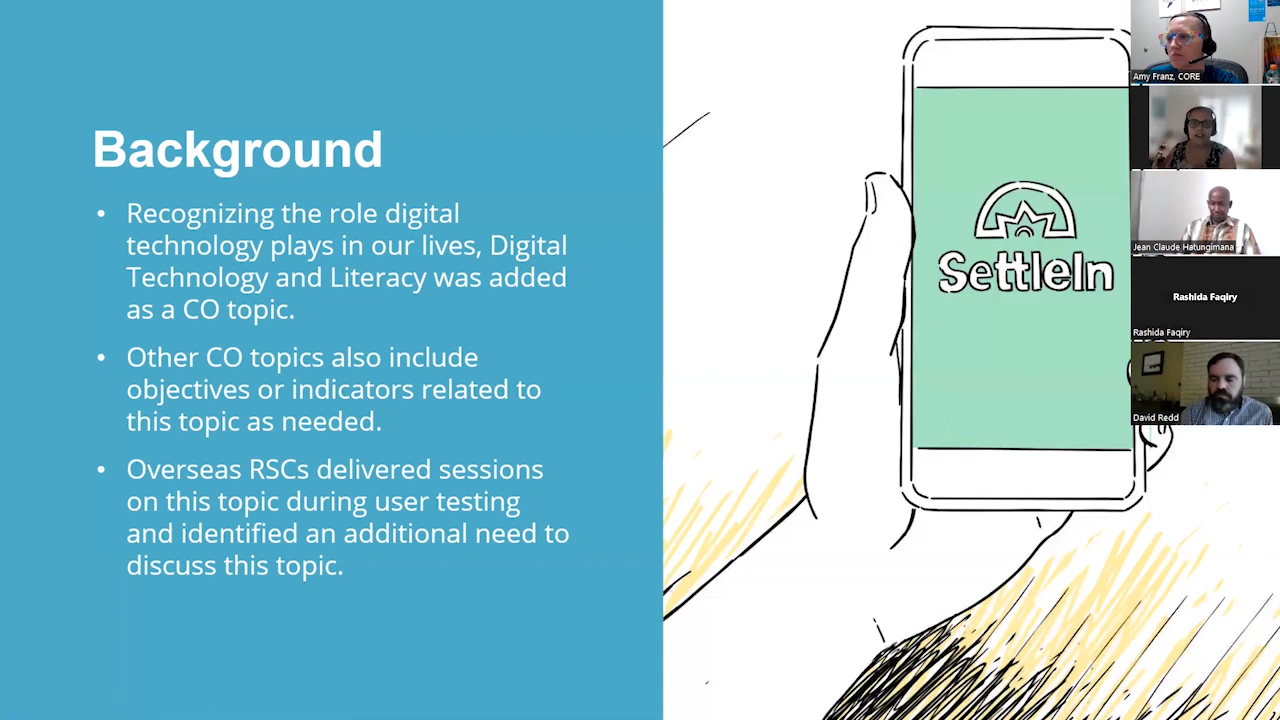 Background
• Recognizing the role digital
technology plays in our lives, Digital
Technology and Literacy was added
as a CO topic.
• Other CO topics also include
objectives or indicators related to
this topic as needed.
• Overseas RSCs delivered sessions
on this topic during user testing
and identified an additional need to
discuss this topic.
SettleIn
Amy Franz, CORE
Jean Claude Hatungimana
Rashida Faqiry
Rashida Faqiry
David Redd